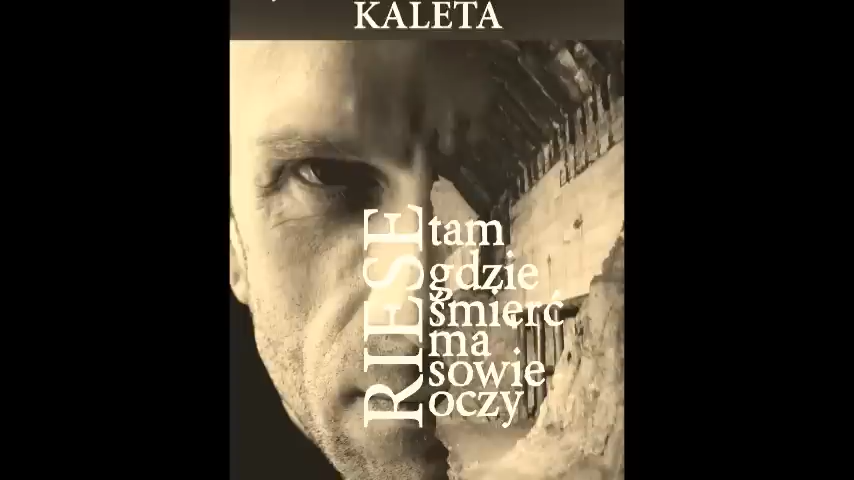 KALETA
RIESE
tam
gdzie
śmierć
ma
sowie
oczy